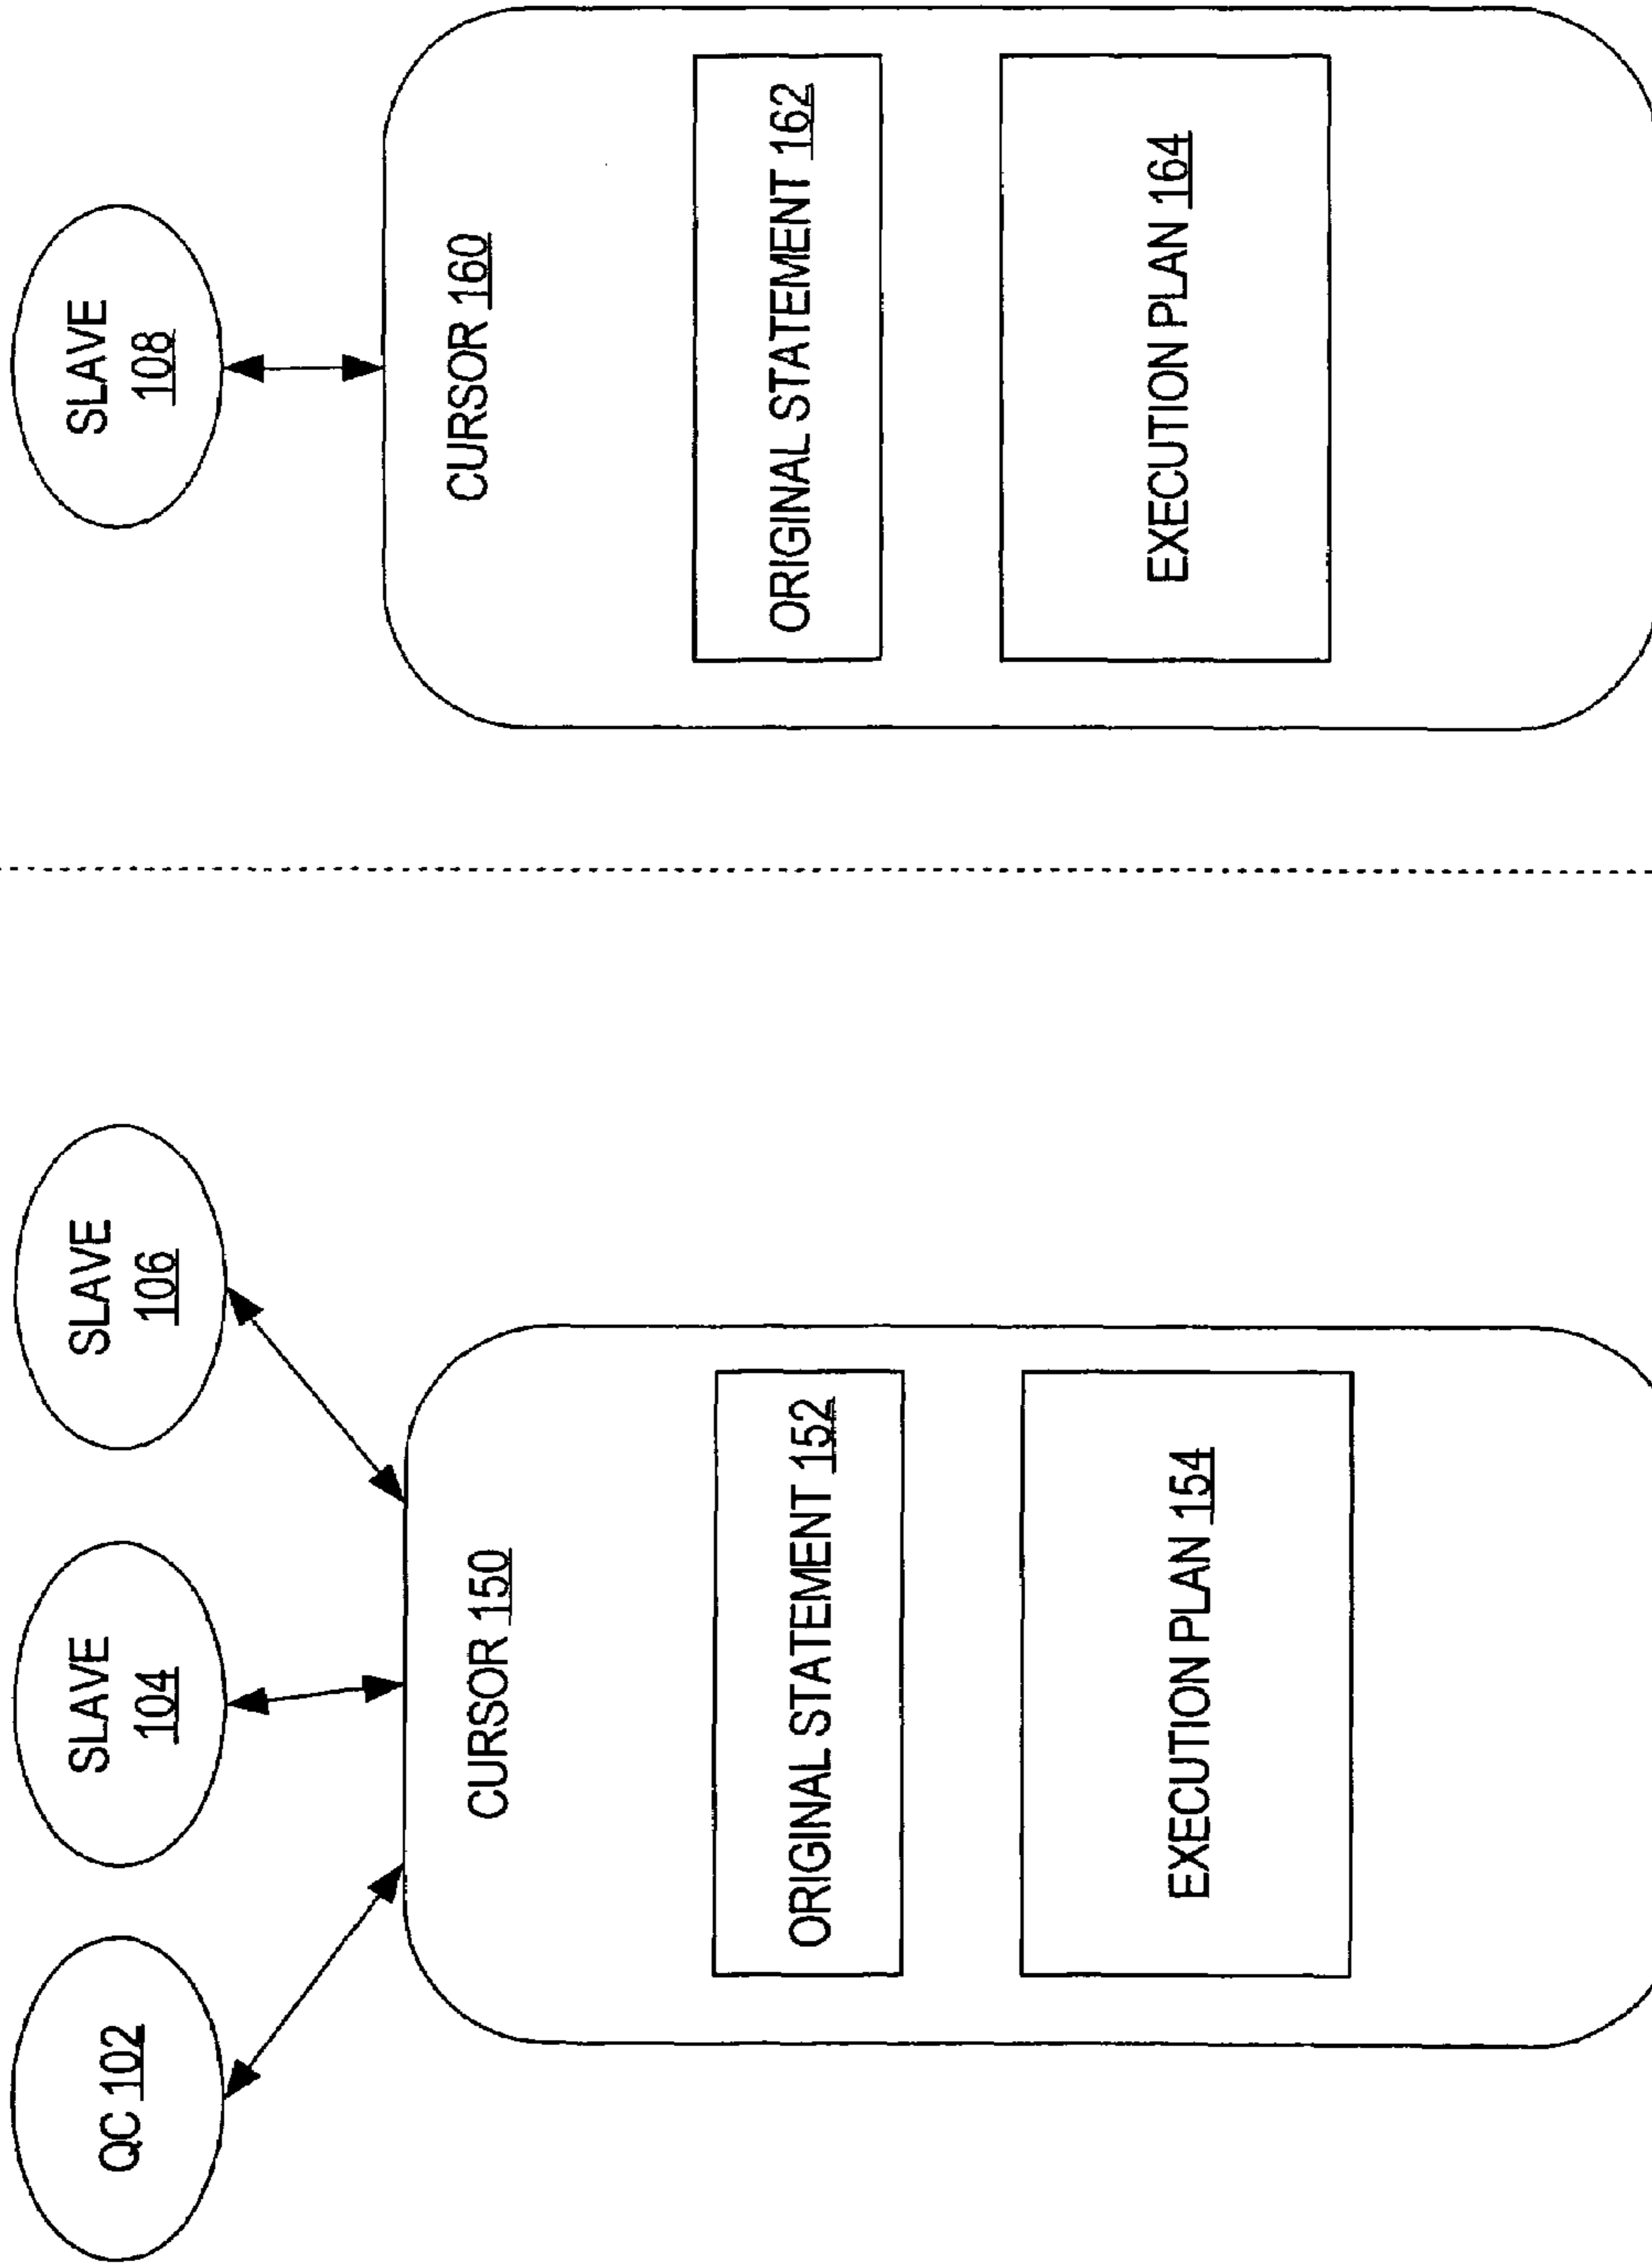 QC 102
SLAVE
104
SLAVE
106
SLAVE
108
CURSOR 150
ORIGINAL STATEMENT 152
EXECUTION PLAN 154
CURSOR 160
ORIGINAL STATEMENT 162
EXECUTION PLAN 164